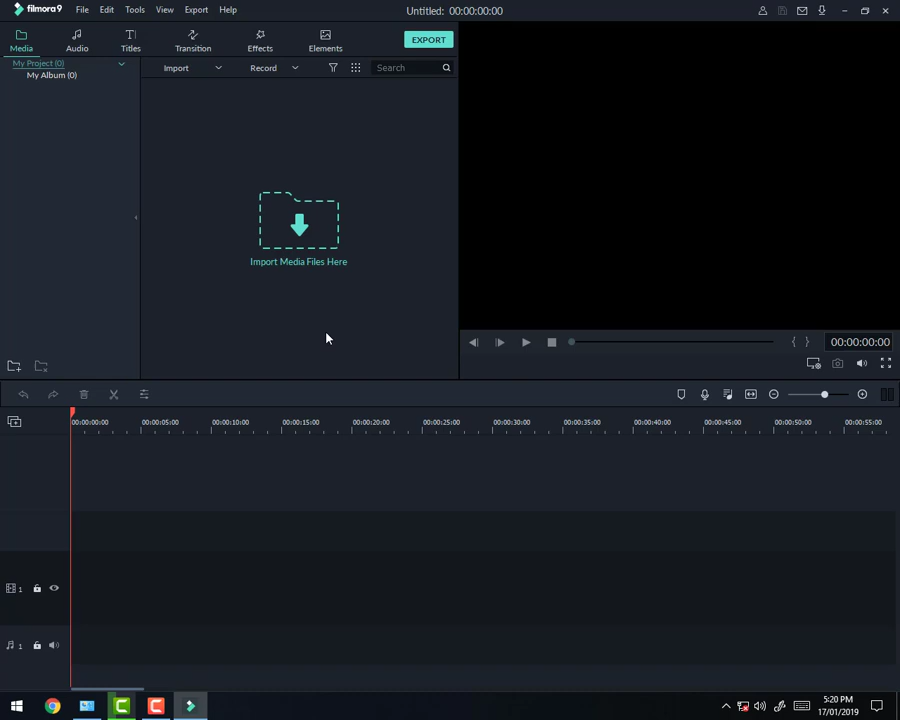 filmora9 File Edit Tools View Export Help Untitled: 00:00:00:00
Media Audio Titles Transition Effects Elements EXPORT
My Project (0) Import Record Search
My Album (0)
Import Media Files Here
00:00:00:00
00:00:00:00 00:00:05:00 00:00:10:00 00:00:15:00 00:00:20:00 00:00:25:00 00:00:30:00 00:00:35:00 00:00:40:00 00:00:45:00 00:00:50:00 00:00:55:00
1
1
5:20 PM
17/01/2019